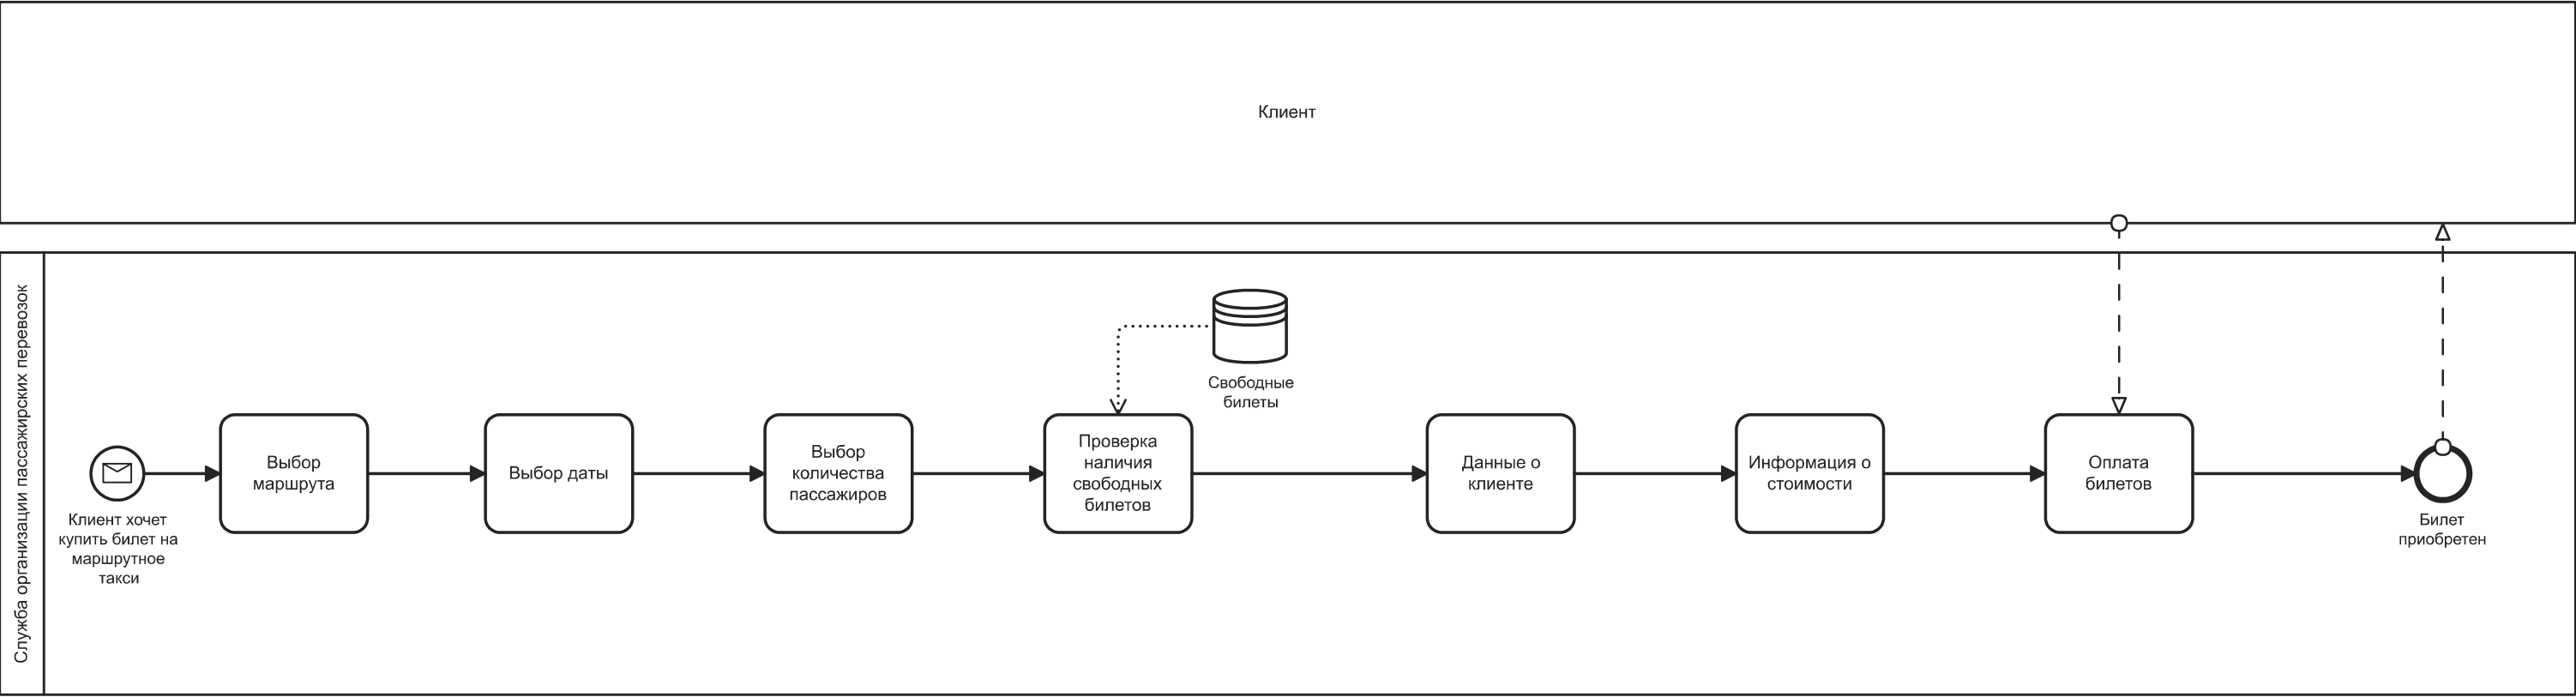 Клиент
Служба организации пассажирских перевозок
Клиент хочет
купить билет на
маршрутное
такси
Выбор
маршрута
Выбор даты
Выбор
количества
пассажиров
Проверка
наличия
свободных
билетов
Свободные
билеты
Данные о
клиенте
Информация о
стоимости
Оплата
билетов
Билет
приобретен